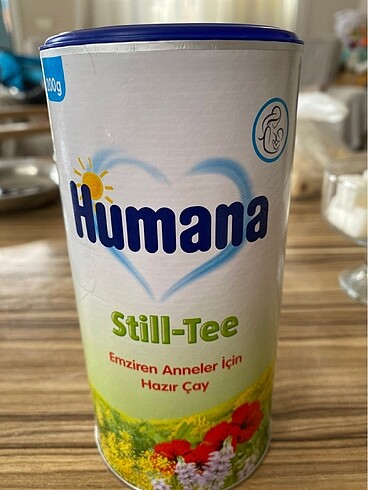 200g
Humana
Still-Tee
Emziren Anneler İçin
Hazır Çay